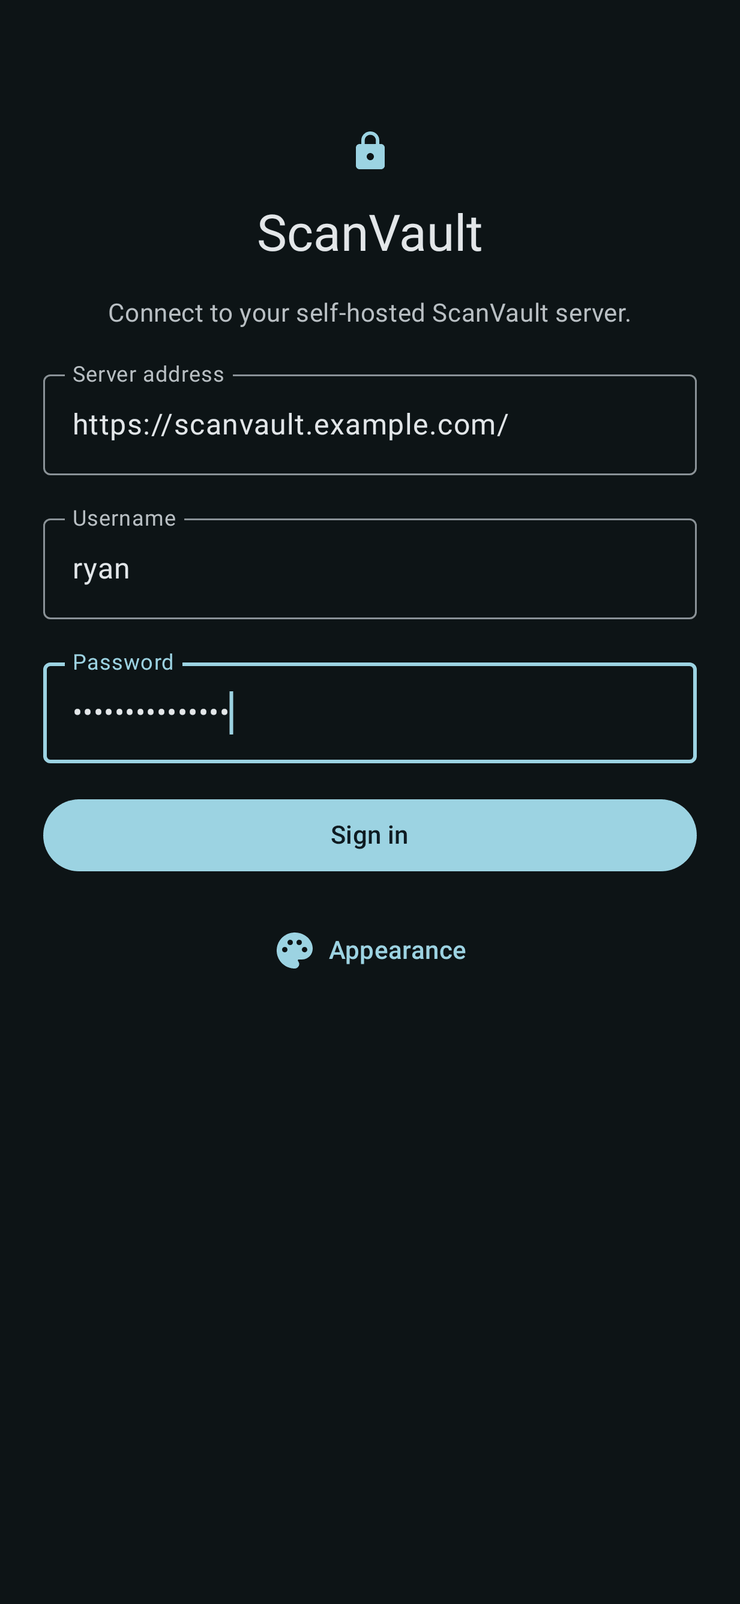 ScanVault
Connect to your self-hosted ScanVault server.
Server address
https://scanvault.example.com/
Username
ryan
Password
•••••••••••••••
Sign in
Appearance